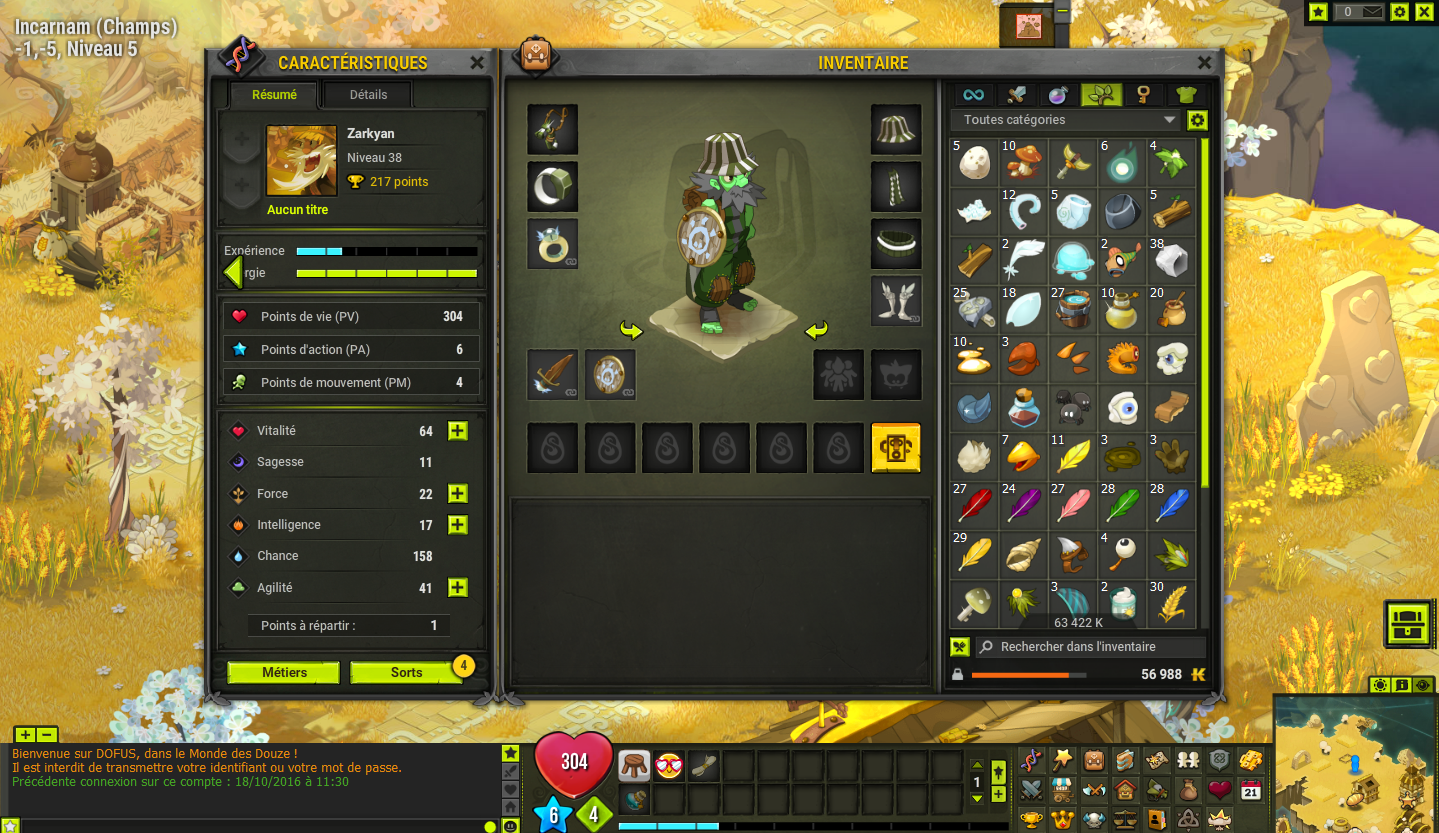 Incarnam (Champs)
-1,-5, Niveau 5
0
CARACTÉRISTIQUES
Résumé
Détails
Zarkyan
Niveau 38
217 points
Aucun titre
Expérience
rgie
Points de vie (PV) 304
Points d'action (PA) 6
Points de mouvement (PM) 4
Vitalité 64
Sagesse 11
Force 22
Intelligence 17
Chance 158
Agilité 41
Points à répartir : 1
Métiers
Sorts
4
INVENTAIRE
Toutes catégories
5 10 6 4
12 5 5
2 2 38
25 18 27 10 20
10 3
7 11 3 3
27 24 27 28 28
29 4
3 2 30
63 422 K
Rechercher dans l'inventaire
56 988 K
Bienvenue sur DOFUS, dans le Monde des Douze !
Il est interdit de transmettre votre identifiant ou votre mot de passe.
Précédente connexion sur ce compte : 18/10/2016 à 11:30
304
6
4
1
SHOP
21